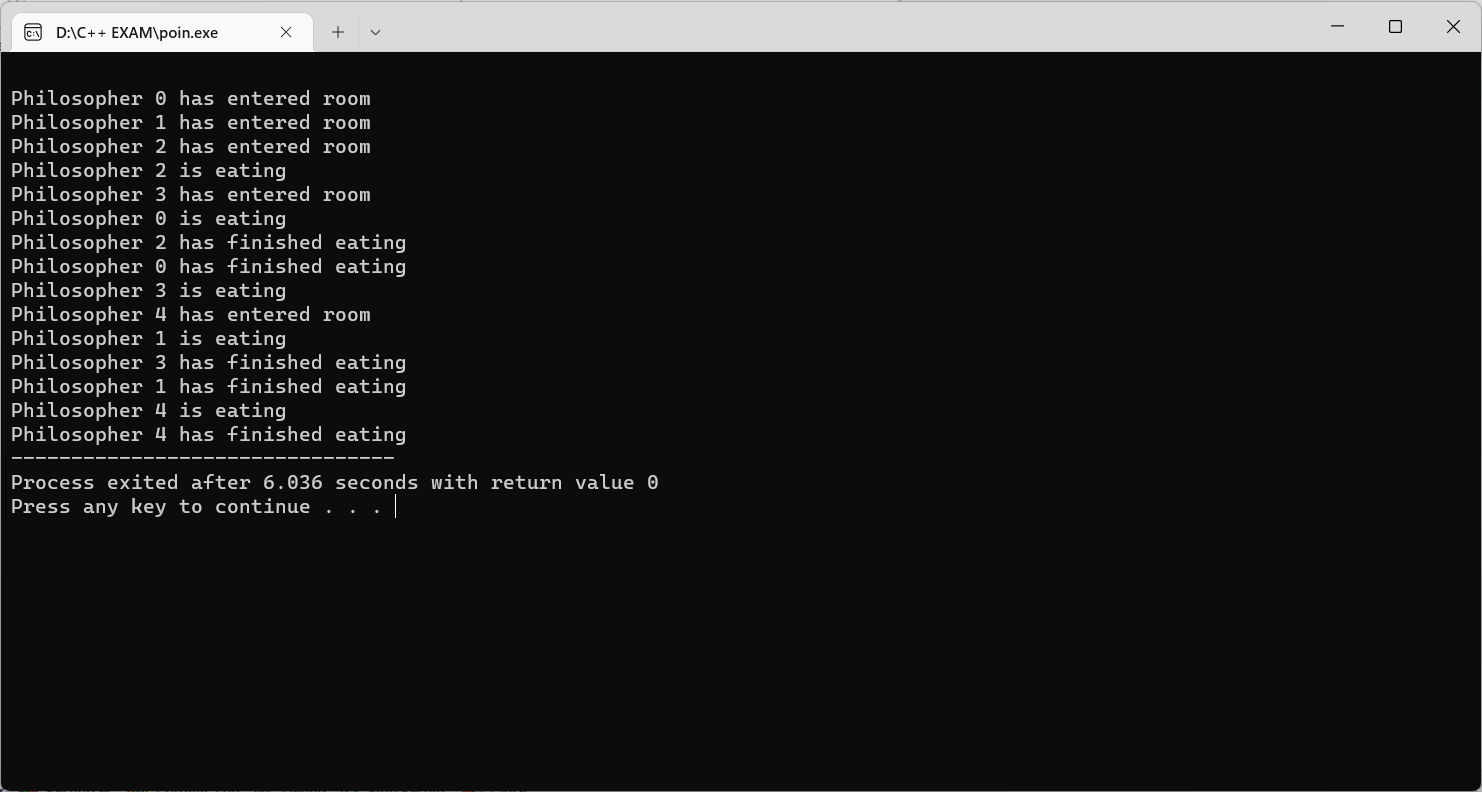 D:\C++ EXAM\poin.exe
Philosopher 0 has entered room
Philosopher 1 has entered room
Philosopher 2 has entered room
Philosopher 2 is eating
Philosopher 3 has entered room
Philosopher 0 is eating
Philosopher 2 has finished eating
Philosopher 0 has finished eating
Philosopher 3 is eating
Philosopher 4 has entered room
Philosopher 1 is eating
Philosopher 3 has finished eating
Philosopher 1 has finished eating
Philosopher 4 is eating
Philosopher 4 has finished eating
--------------------------------
Process exited after 6.036 seconds with return value 0
Press any key to continue . . .